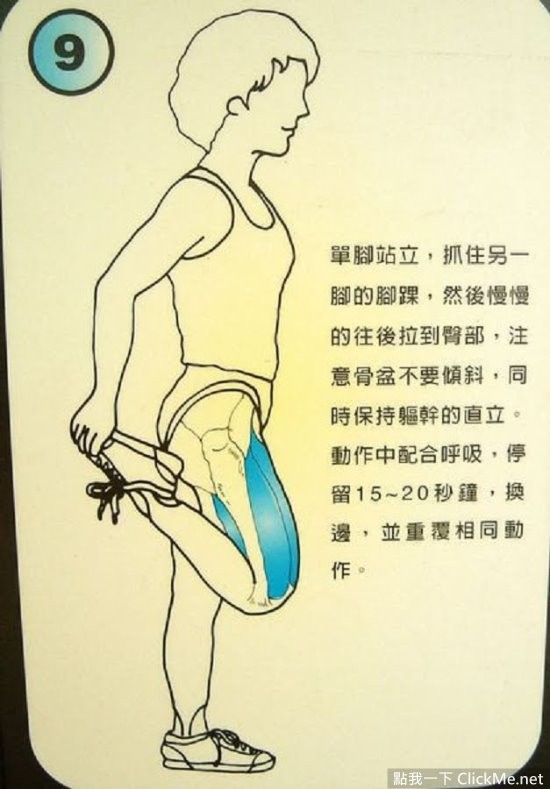 9
單腳站立，抓住另一
腳的腳踝，然後慢慢
的往後拉到臀部，注
意骨盆不要傾斜，同
時保持軀幹的直立。
動作中配合呼吸，停
留15~20秒鐘，換
邊，並重覆相同動
作。
點我一下 ClickMe.net